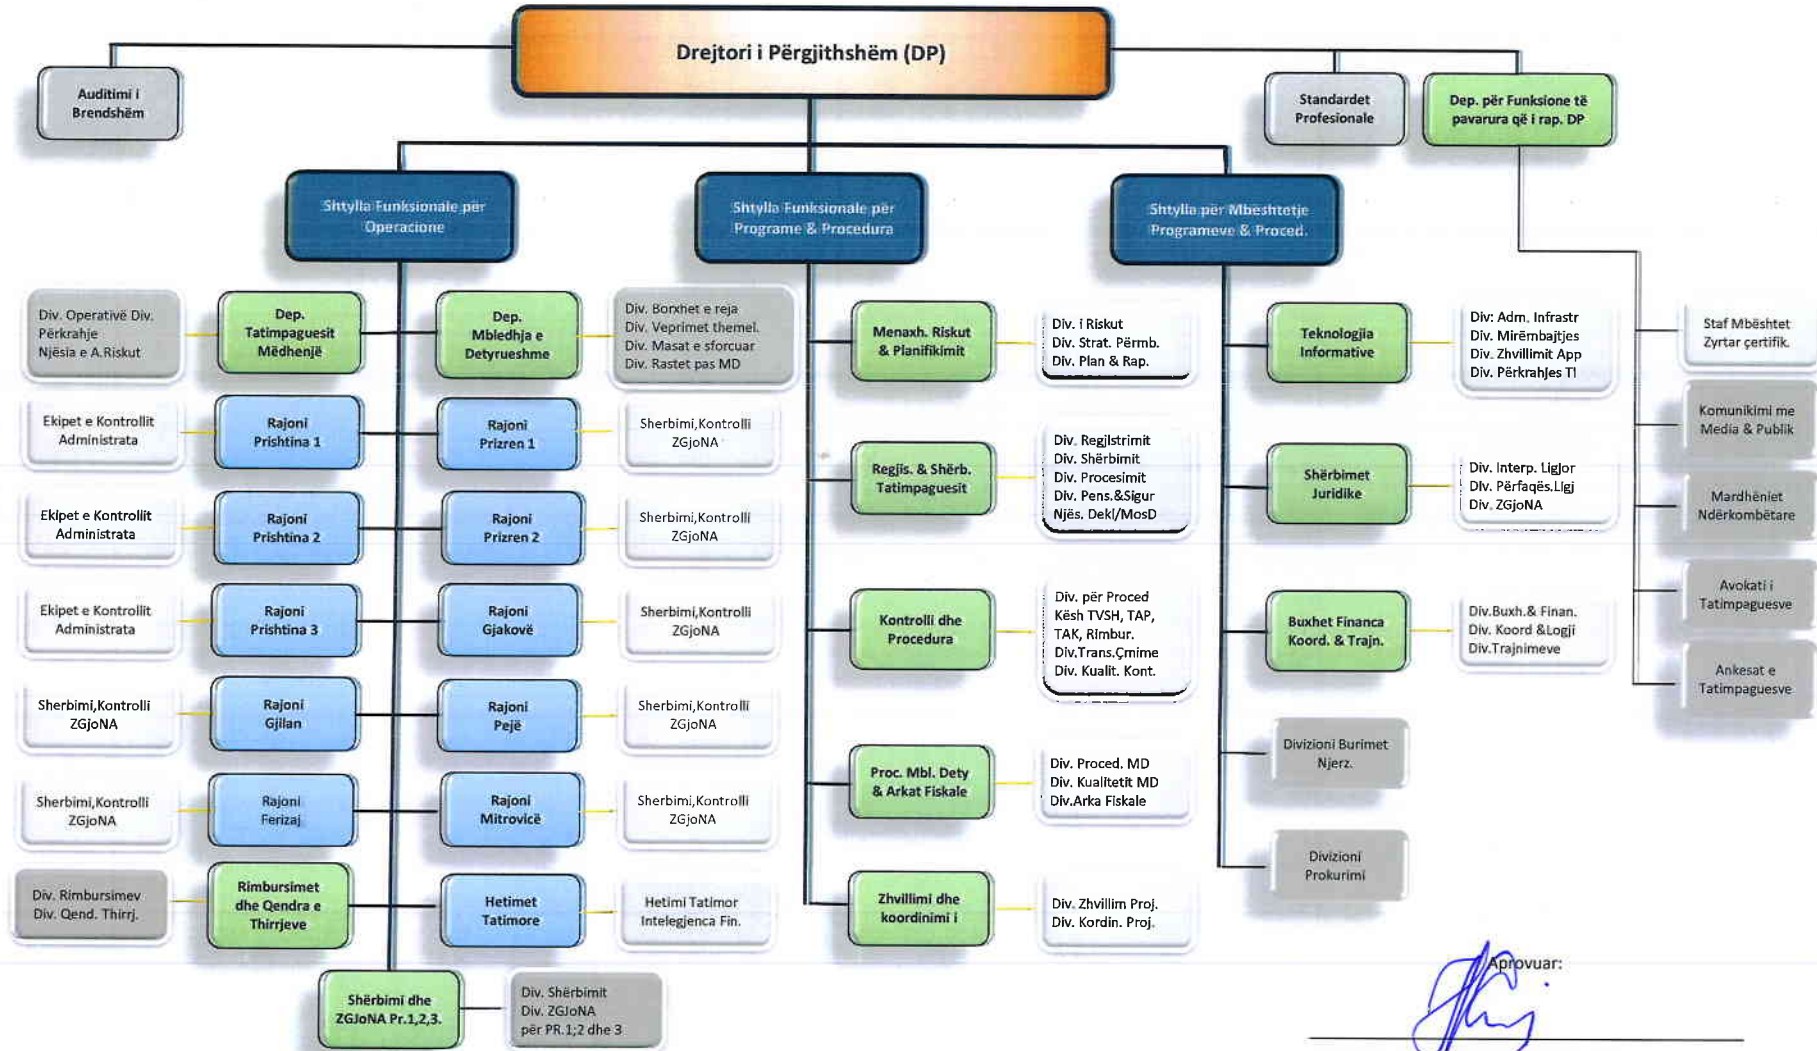 Drejtori i Përgjithshëm (DP)
Auditimi i
Brendshëm
Standardet
Profesionale
Dep. për Funksione të
pavarura që i rap. DP
Shtylla Funksionale për
Operacione
Shtylla Funksionale për
Programe & Procedura
Shtylla për Mbështetje
Programeve & Proced.
Div. Operativë Div.
Përkrahje
Njësia e A.Riskut
Dep.
Tatimpaguesit
Mëdhenjë
Dep.
Mbledhja e
Detyrueshme
Div. Borxhet e reja
Div. Veprimet themel.
Div. Masat e sforcuar
Div. Rastet pas MD
Ekipet e Kontrollit
Administrata
Rajoni
Prishtina 1
Rajoni
Prizren 1
Sherbimi,Kontrolli
ZGjoNA
Ekipet e Kontrollit
Administrata
Rajoni
Prishtina 2
Rajoni
Prizren 2
Sherbimi,Kontrolli
ZGjoNA
Ekipet e Kontrollit
Administrata
Rajoni
Prishtina 3
Rajoni
Gjakovë
Sherbimi,Kontrolli
ZGjoNA
Sherbimi,Kontrolli
ZGjoNA
Rajoni
Gjilan
Rajoni
Pejë
Sherbimi,Kontrolli
ZGjoNA
Sherbimi,Kontrolli
ZGjoNA
Rajoni
Ferizaj
Rajoni
Mitrovicë
Sherbimi,Kontrolli
ZGjoNA
Div. Rimbursimev
Div. Qend. Thirrj.
Rimbursimet
dhe Qendra e
Thirrjeve
Hetimet
Tatimore
Hetimi Tatimor
Intelegjenca Fin.
Shërbimi dhe
ZGJoNA Pr.1,2,3.
Div. Shërbimit
Div. ZGJoNA
për PR.1;2 dhe 3
Menaxh. Riskut
& Planifikimit
Div. i Riskut
Div. Strat. Përmb.
Div. Plan & Rap.
Regjis. & Shërb.
Tatimpaguesit
Div. Regjistrimit
Div. Shërbimit
Div. Procesimit
Div. Pens.&Sigur
Njës. Dekl/MosD
Kontrolli dhe
Procedura
Div. për Proced
Kësh TVSH, TAP,
TAK, Rimbur.
Div.Trans.Çmime
Div. Kualit. Kont.
Proc. Mbl. Dety
& Arkat Fiskale
Div. Proced. MD
Div. Kualitetit MD
Div.Arka Fiskale
Zhvillimi dhe
koordinimi i
Div. Zhvillim Proj.
Div. Kordin. Proj.
Teknologjia
Informative
Div: Adm. Infrastr
Div. Mirëmbajtjes
Div. Zhvillimit App
Div. Përkrahjes TI
Shërbimet
Juridike
Div. Interp. Ligjor
Div. Përfaqës.Ligj
Div. ZGjoNA
Buxhet Financa
Koord. & Trajn.
Div.Buxh.& Finan.
Div. Koord &Logji
Div.Trajnimeve
Divizioni Burimet
Njerz.
Divizioni
Prokurimi
Staf Mbështet
Zyrtar çertifik.
Komunikimi me
Media & Publik
Mardhëniet
Ndërkombëtare
Avokati i
Tatimpaguesve
Ankesat e
Tatimpaguesve
Aprovuar: